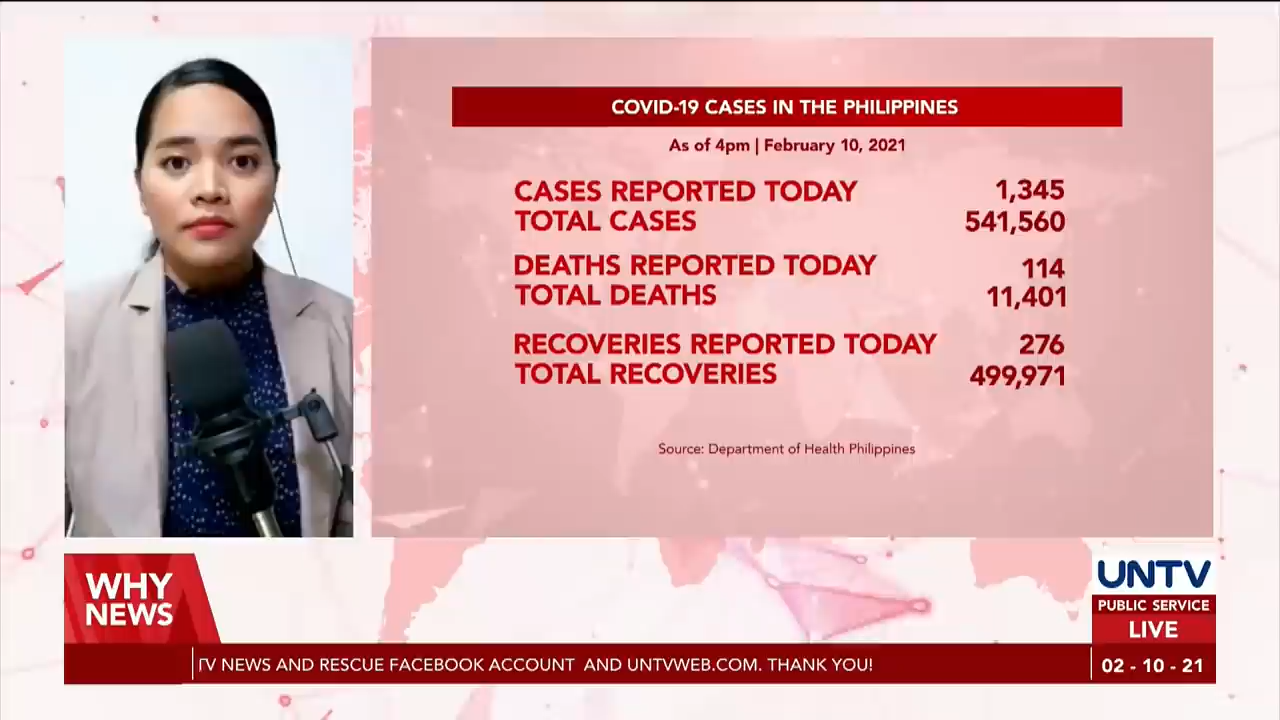 COVID-19 CASES IN THE PHILIPPINES
As of 4pm | February 10, 2021
CASES REPORTED TODAY 1,345
TOTAL CASES 541,560
DEATHS REPORTED TODAY 114
TOTAL DEATHS 11,401
RECOVERIES REPORTED TODAY 276
TOTAL RECOVERIES 499,971
Source: Department of Health Philippines
WHY
NEWS
UNTV
PUBLIC SERVICE
LIVE
TV NEWS AND RESCUE FACEBOOK ACCOUNT AND UNTVWEB.COM. THANK YOU!
02 - 10 - 21